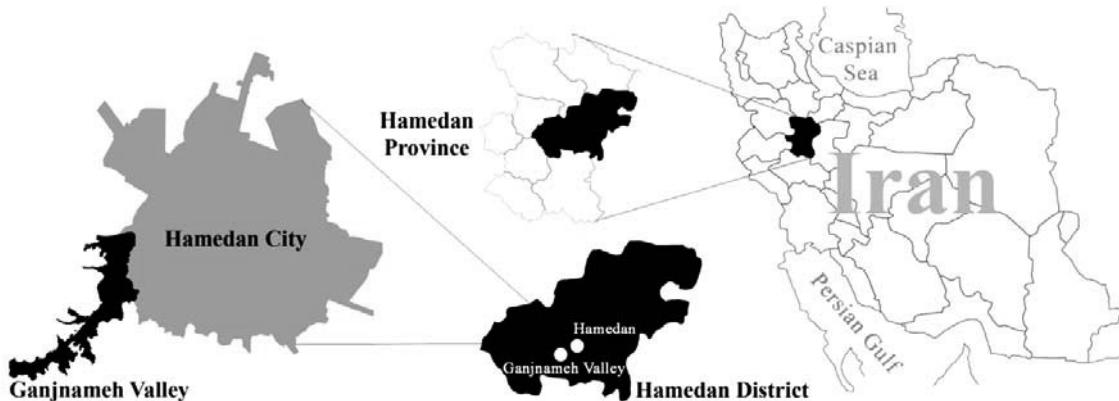 Hamedan City
Ganjnameh Valley
Hamedan
Province
Hamedan
Ganjnameh Valley
Hamedan District
Caspian
Sea
Iran
Persian Gulf